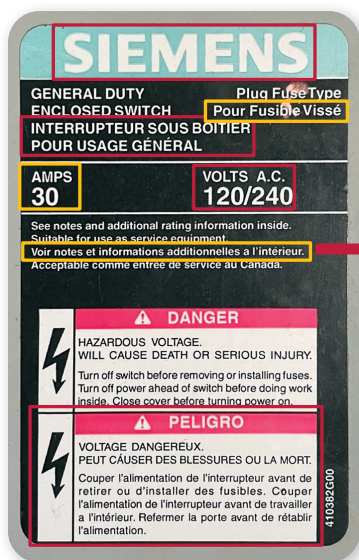 SIEMENS
GENERAL DUTY Plug Fuse Type
ENCLOSED SWITCH Pour Fusible Vissé
INTERRUPTEUR SOUS BOITIER
POUR USAGE GÉNÉRAL
AMPS VOLTS A.C.
30 120/240
See notes and additional rating information inside.
Suitable for use as service equipment.
Voir notes et informations additionnelles a l'intérieur.
Acceptable comme entrée de service au Canada.
DANGER
HAZARDOUS VOLTAGE.
WILL CAUSE DEATH OR SERIOUS INJURY.
Turn off switch before removing or installing fuses.
Turn off power ahead of switch before doing work
inside. Close cover before turning power on.
PELIGRO
VOLTAGE DANGEREUX.
PEUT CÁUSER DES BLESSURES OU LA MORT.
Couper l'alimentation de l'interrupteur avant de
retirer ou d'installer des fusibles. Couper
l'alimentation de l'interrupteur avant de travailler
a l'intérieur. Refermer la porte avant de rétablir
l'alimentation.
410382G00